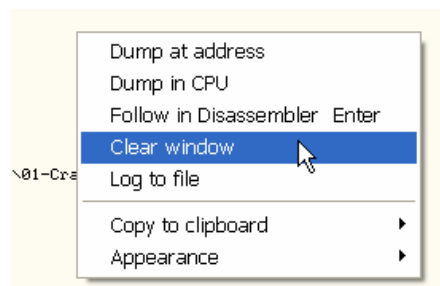 Dump at address
Dump in CPU
Follow in Disassembler Enter
Clear window
\01-Cra
Log to file
Copy to clipboard
Appearance